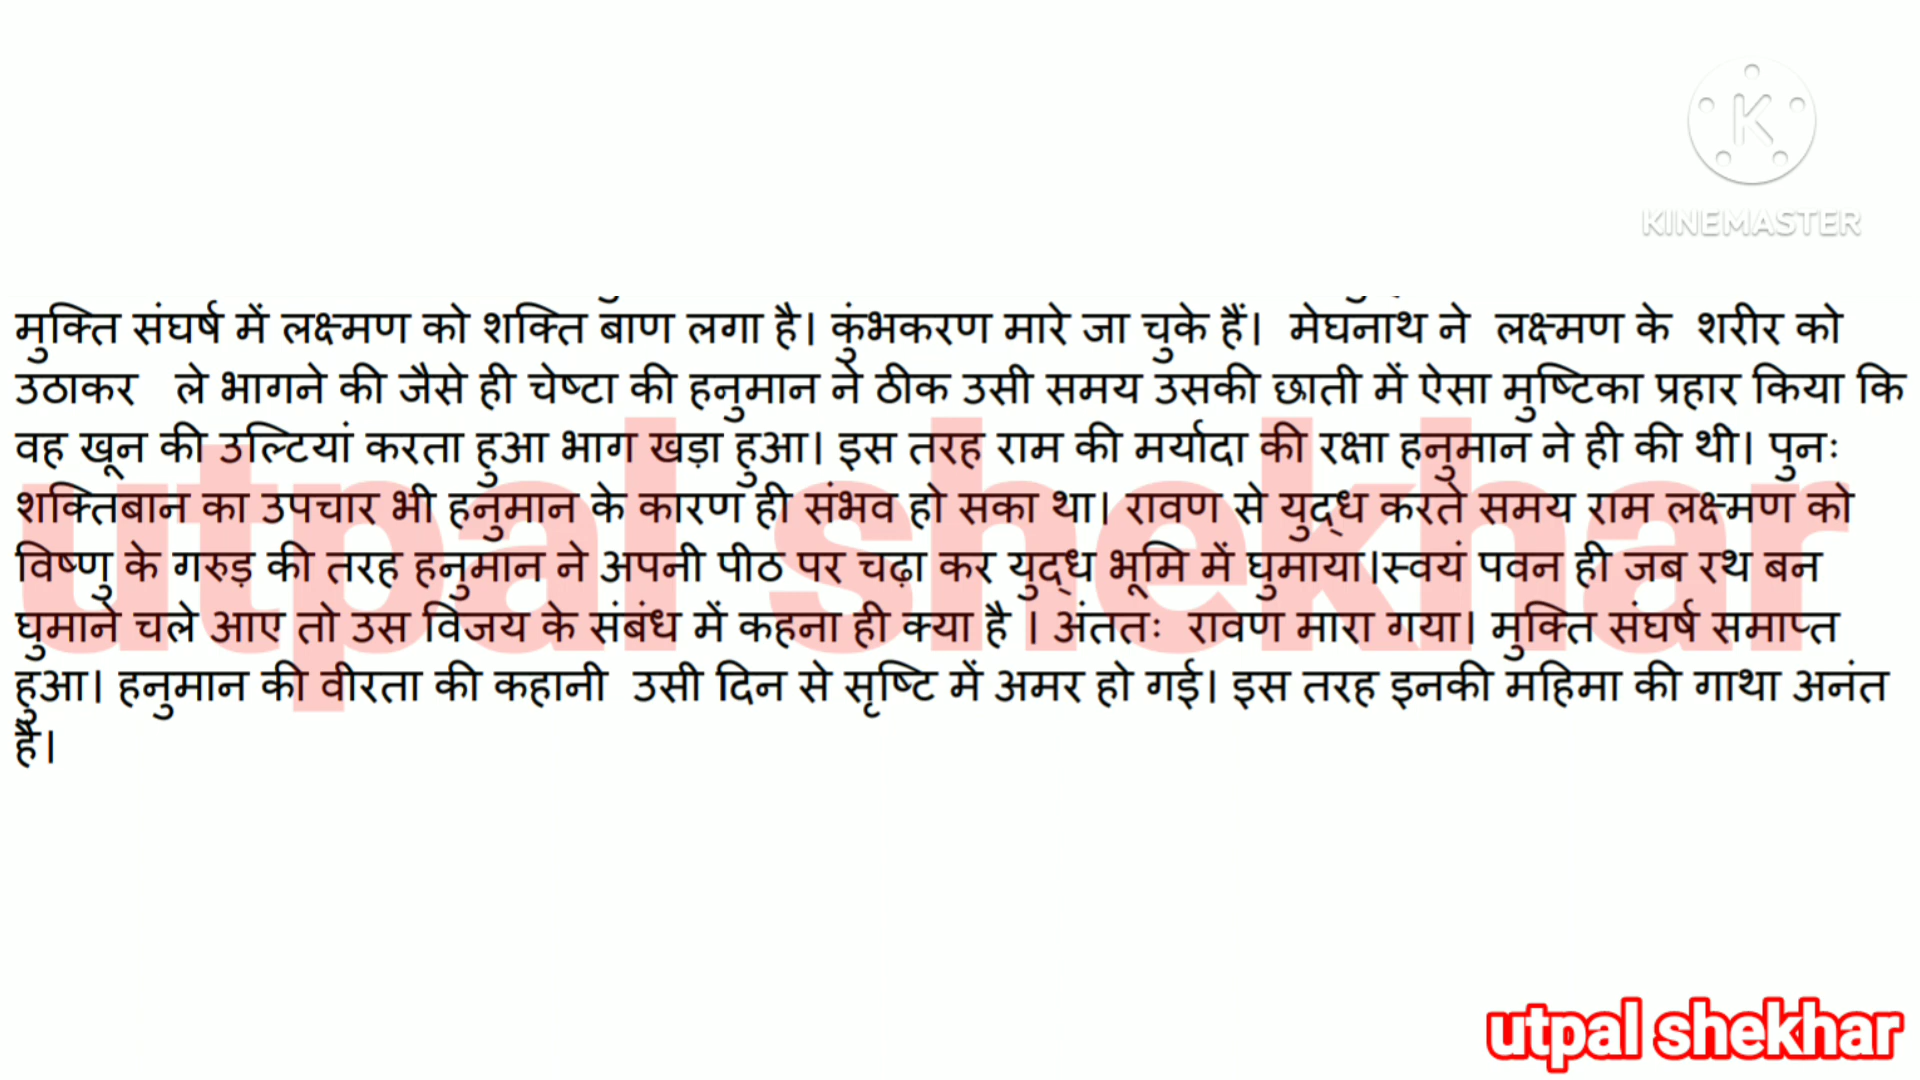 KINEMASTER
मुक्ति संघर्ष में लक्ष्मण को शक्ति बाण लगा है। कुंभकरण मारे जा चुके हैं। मेघनाथ ने लक्ष्मण के शरीर को
उठाकर ले भागने की जैसे ही चेष्टा की हनुमान ने ठीक उसी समय उसकी छाती में ऐसा मुष्टिका प्रहार किया कि
वह खून की उल्टियां करता हुआ भाग खड़ा हुआ। इस तरह राम की मर्यादा की रक्षा हनुमान ने ही की थी। पुनः
शक्तिबान का उपचार भी हनुमान के कारण ही संभव हो सका था। रावण से युद्ध करते समय राम लक्ष्मण को
विष्णु के गरुड़ की तरह हनुमान ने अपनी पीठ पर चढ़ा कर युद्ध भूमि में घुमाया।स्वयं पवन ही जब रथ बन
घुमाने चले आए तो उस विजय के संबंध में कहना ही क्या है । अंततः रावण मारा गया। मुक्ति संघर्ष समाप्त
हुआ। हनुमान की वीरता की कहानी उसी दिन से सृष्टि में अमर हो गई। इस तरह इनकी महिमा की गाथा अनंत
है।
utpal shekhar
utpal shekhar